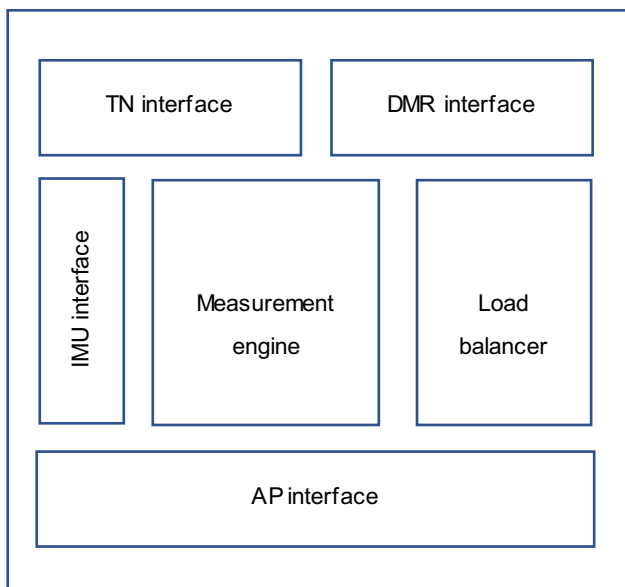 TN interface
DMR interface
IMU interface
Measurement
engine
Load
balancer
AP interface